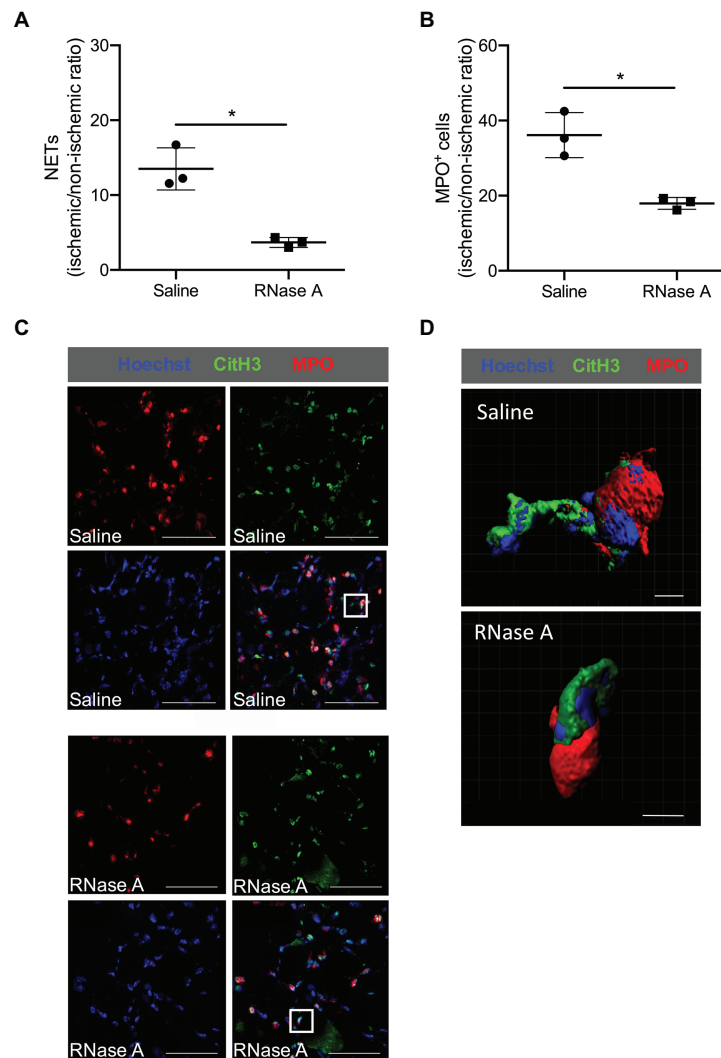 A
30
20
10
0
NETs
(ischemic/non-ischemic ratio)
*
Saline
RNase A
B
60
40
20
0
MPO+ cells
(ischemic/non-ischemic ratio)
*
Saline
RNase A
C
Hoechst CitH3 MPO
Saline
Saline
Saline
Saline
RNase A
RNase A
RNase A
RNase A
D
Hoechst CitH3 MPO
Saline
RNase A